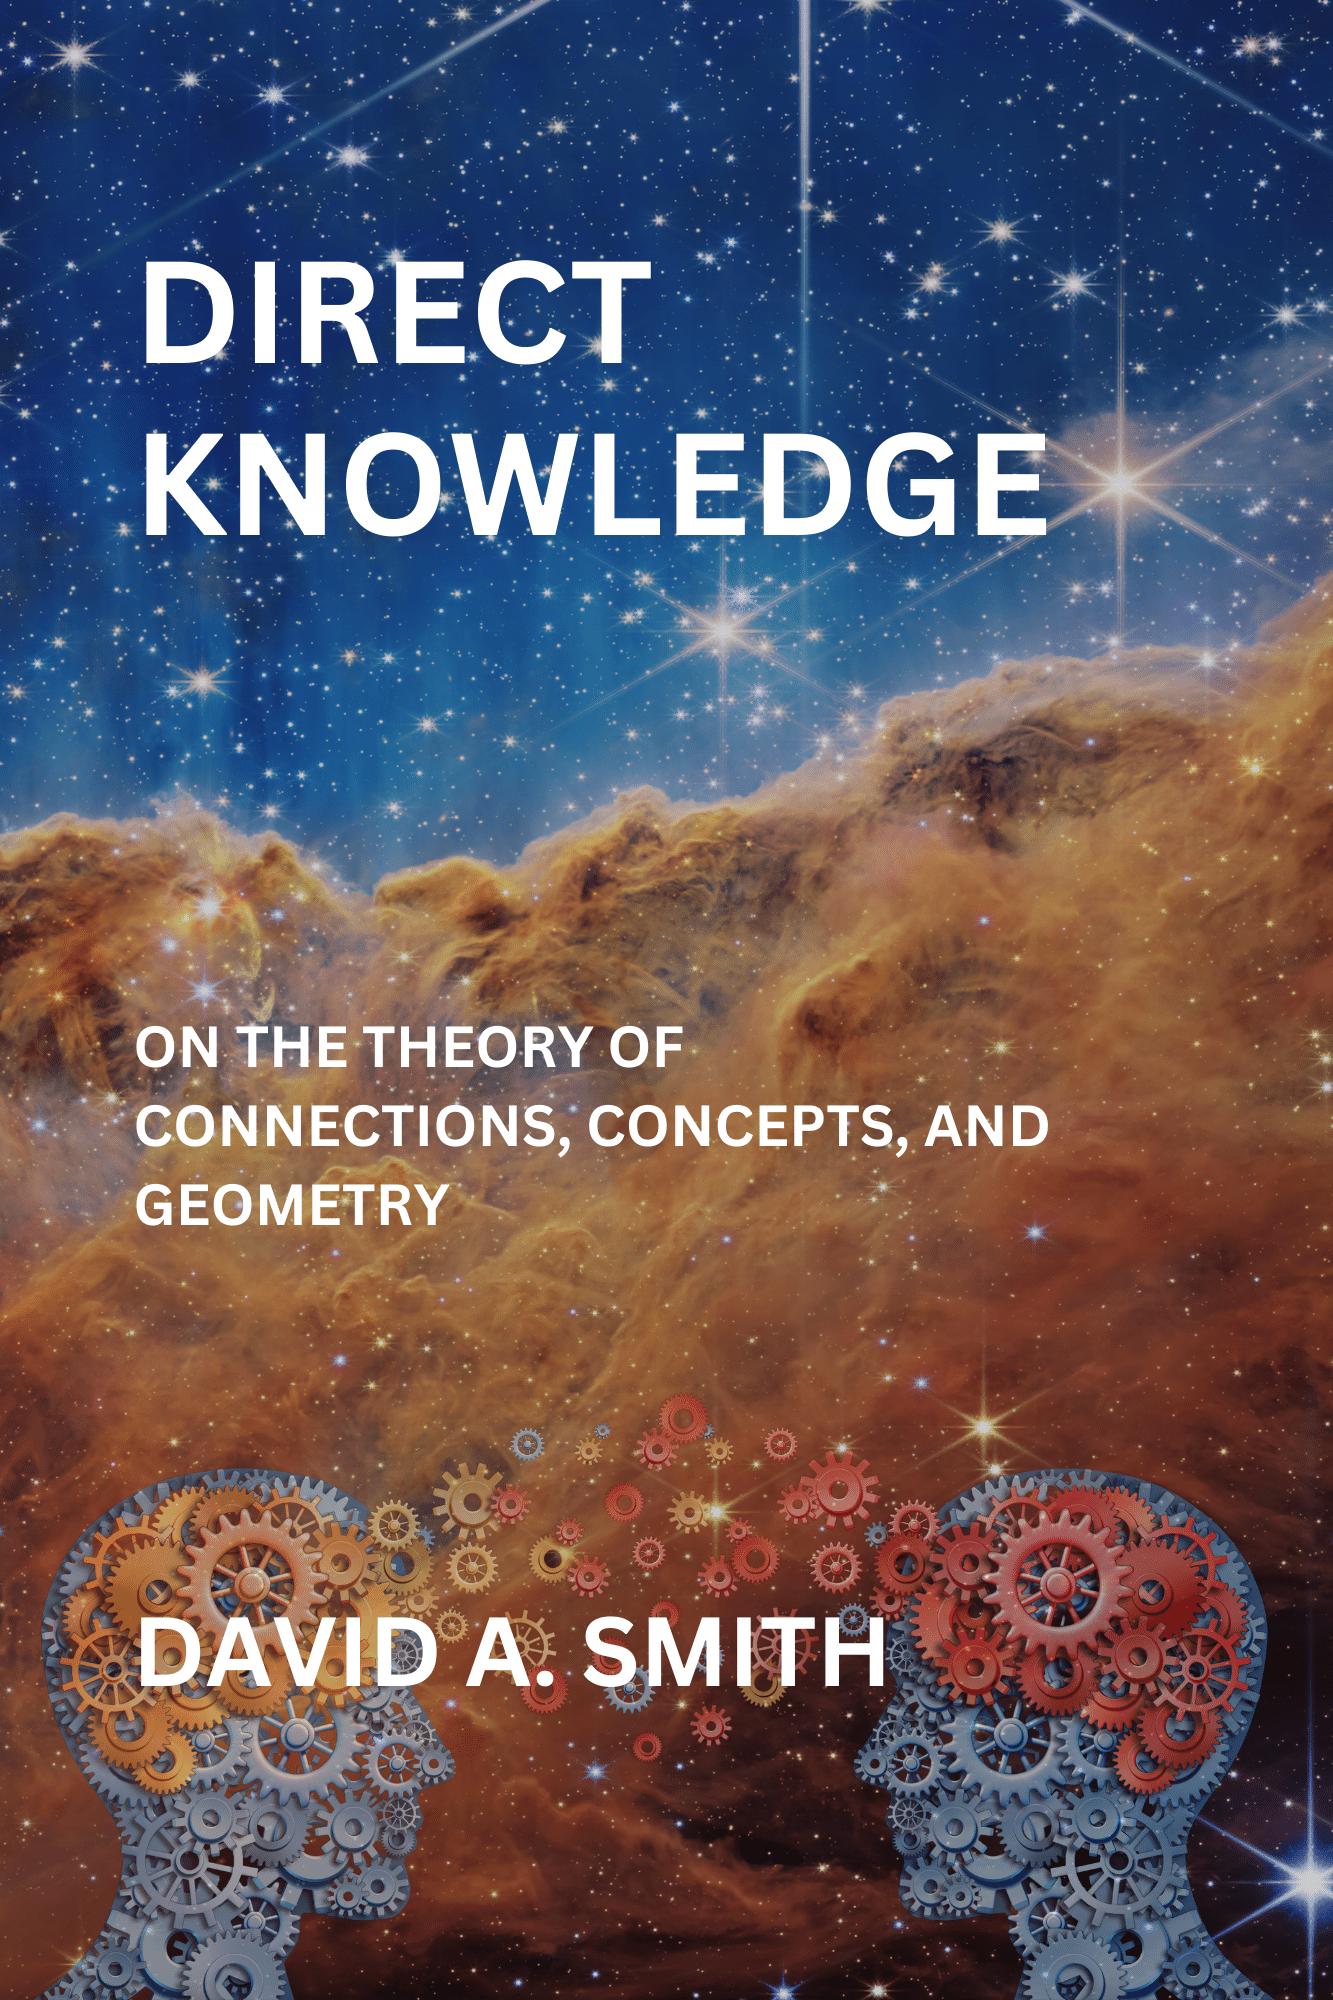 DIRECT
KNOWLEDGE
ON THE THEORY OF
CONNECTIONS, CONCEPTS, AND
GEOMETRY
DAVID A. SMITH